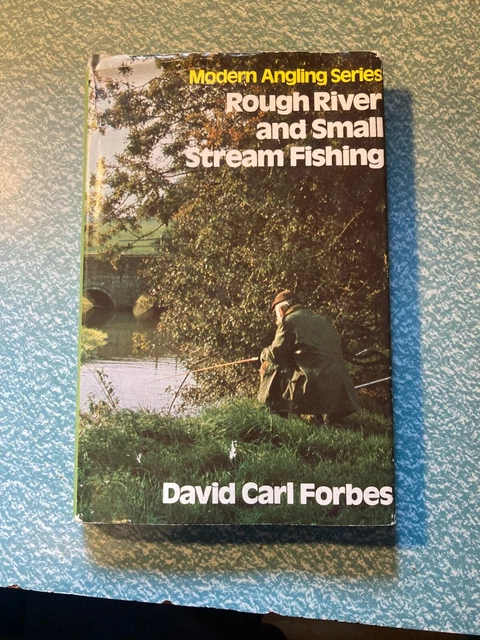 Modern Angling Series
Rough River
and Small
Stream Fishing
David Carl Forbes